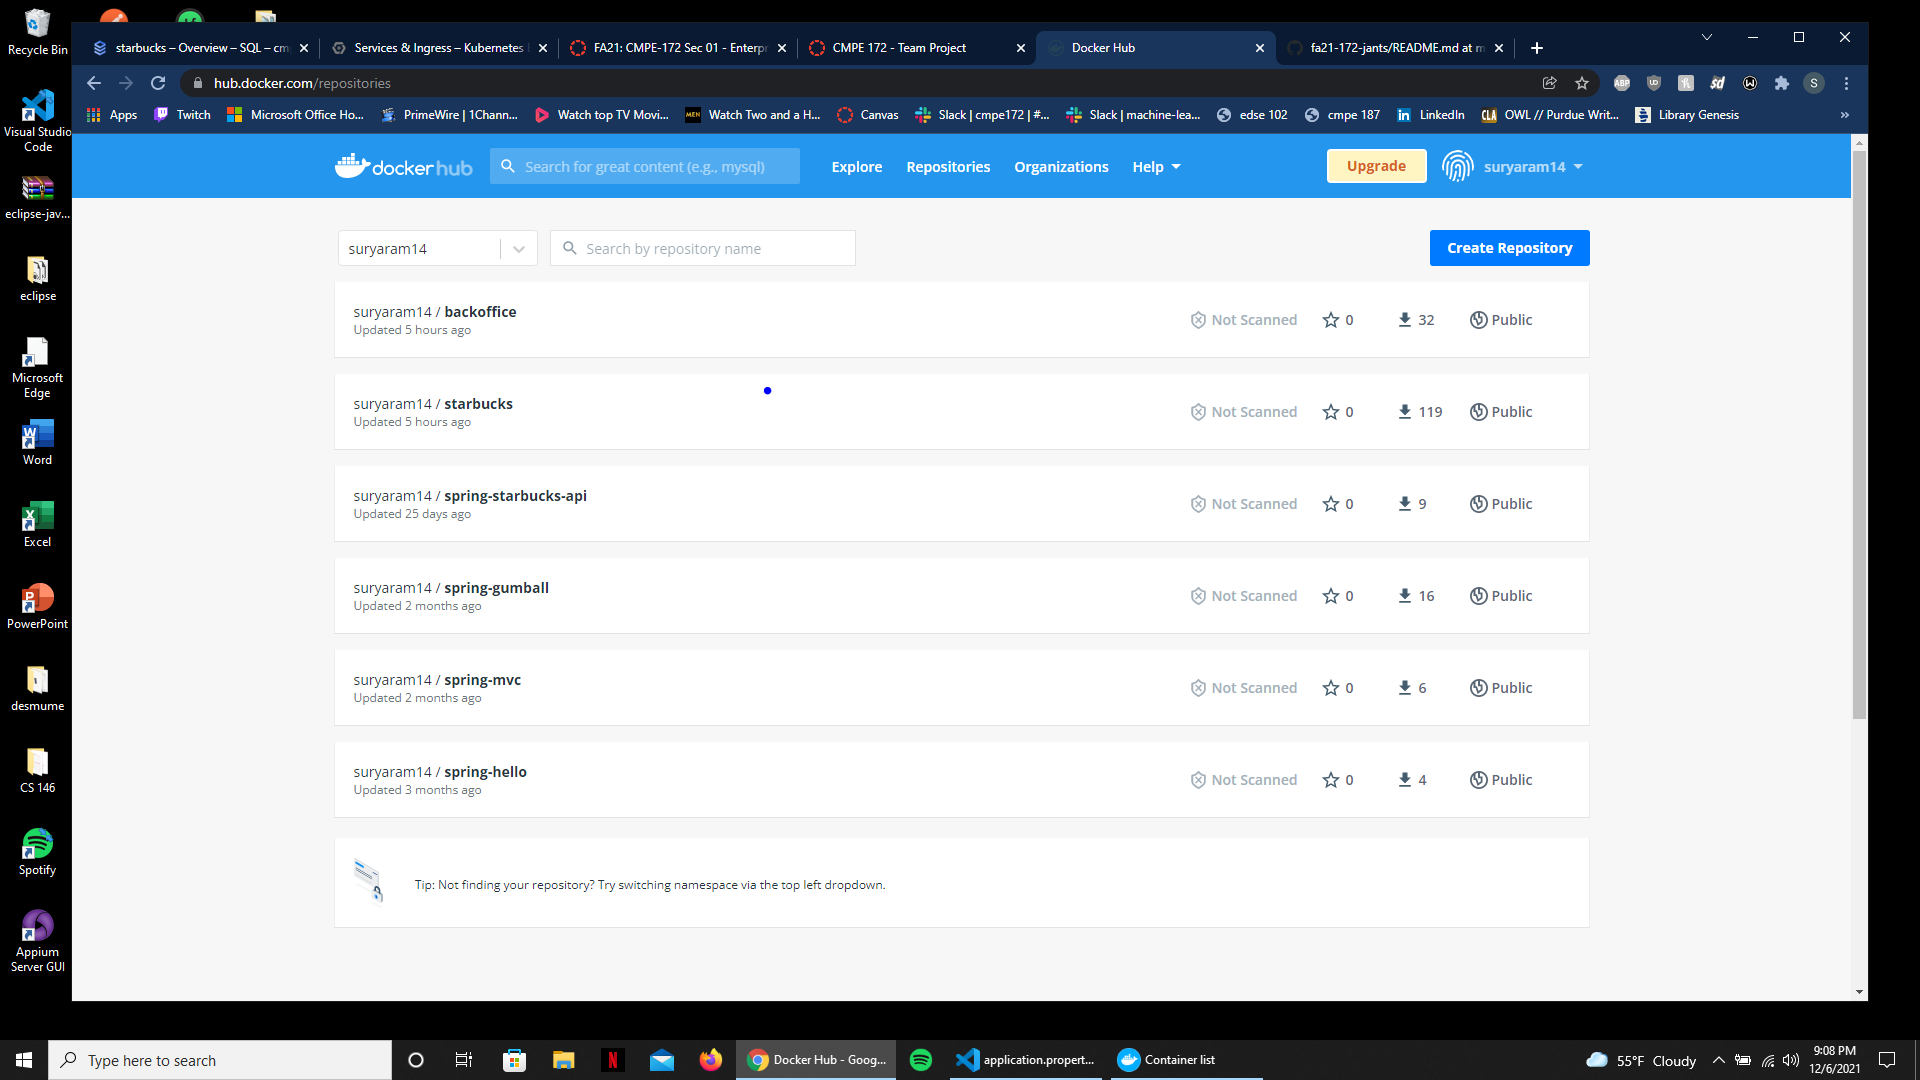 Recycle Bin
Visual Studio
Code
eclipse-jav...
eclipse
Microsoft
Edge
Word
Excel
PowerPoint
desmume
CS 146
Spotify
Appium
Server GUI
starbucks – Overview – SQL – cm
Services & Ingress – Kubernetes
FA21: CMPE-172 Sec 01 - Enterp
CMPE 172 - Team Project
Docker Hub
fa21-172-jants/README.md at m
hub.docker.com/repositories
ABP
UD
S
Apps
Twitch
Microsoft Office Ho...
PrimeWire | 1Chann...
Watch top TV Movi...
MEN
Watch Two and a H...
Canvas
Slack | cmpe172 | #...
Slack | machine-lea...
edse 102
cmpe 187
in
LinkedIn
CLA
OWL // Purdue Writ...
Library Genesis
»
dockerhub
Search for great content (e.g., mysql)
Explore
Repositories
Organizations
Help
Upgrade
suryaram14
suryaram14
Search by repository name
Create Repository
suryaram14 / backoffice
Updated 5 hours ago
Not Scanned
0
32
Public
suryaram14 / starbucks
Updated 5 hours ago
Not Scanned
0
119
Public
suryaram14 / spring-starbucks-api
Updated 25 days ago
Not Scanned
0
9
Public
suryaram14 / spring-gumball
Updated 2 months ago
Not Scanned
0
16
Public
suryaram14 / spring-mvc
Updated 2 months ago
Not Scanned
0
6
Public
suryaram14 / spring-hello
Updated 3 months ago
Not Scanned
0
4
Public
Tip: Not finding your repository? Try switching namespace via the top left dropdown.
Type here to search
N
Docker Hub - Goog...
application.propert...
Container list
55°F Cloudy
9:08 PM
12/6/2021